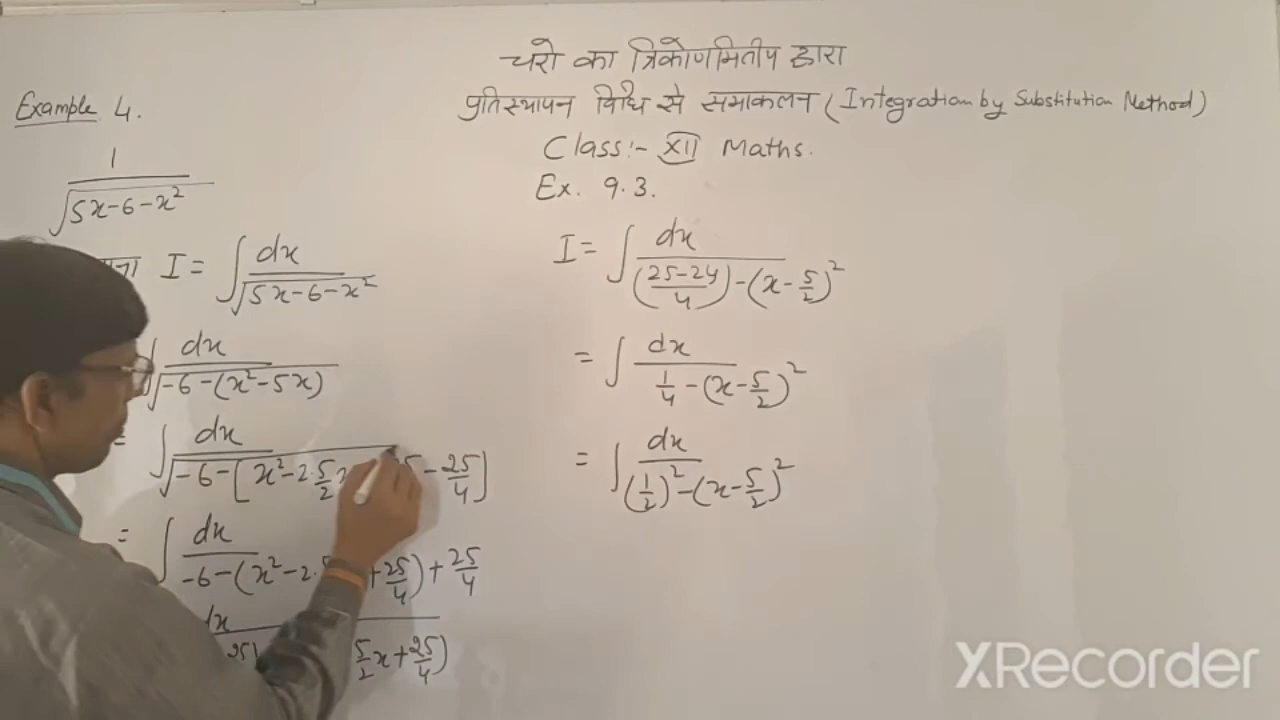 चरो का त्रिकोणमितीय द्वारा
प्रतिस्थापन विधि से समाकलन (Integration by Substitution Method)
Class:- XII Maths.
Ex. 9.3.
Example 4.
1/√(5x-6-x²)
I = ∫ dx/√(5x-6-x²)
∫ dx/√(-6-(x²-5x))
= ∫ dx/√(-6-[x²-2·5/2 - 25/4])
= ∫ dx/-6-(x²-2· +25/4)+25/4
dx
5/2x+25/4)
I = ∫ dx/((25-24)/4)-(x-5/2)²
= ∫ dx/1/4-(x-5/2)²
= ∫ dx/(1/2)²-(x-5/2)²
XRecorder